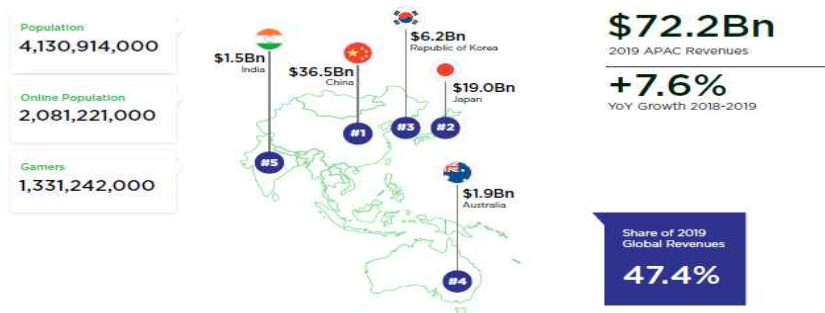 Population
4,130,914,000
Online Population
2,081,221,000
Gamers
1,331,242,000
$1.5Bn
India
$36.5Bn
China
$6.2Bn
Republic of Korea
$19.0Bn
Japan
#1
#3
#2
#5
$1.9Bn
Australia
#4
$72.2Bn
2019 APAC Revenues
+7.6%
YoY Growth 2018-2019
Share of 2019
Global Revenues
47.4%